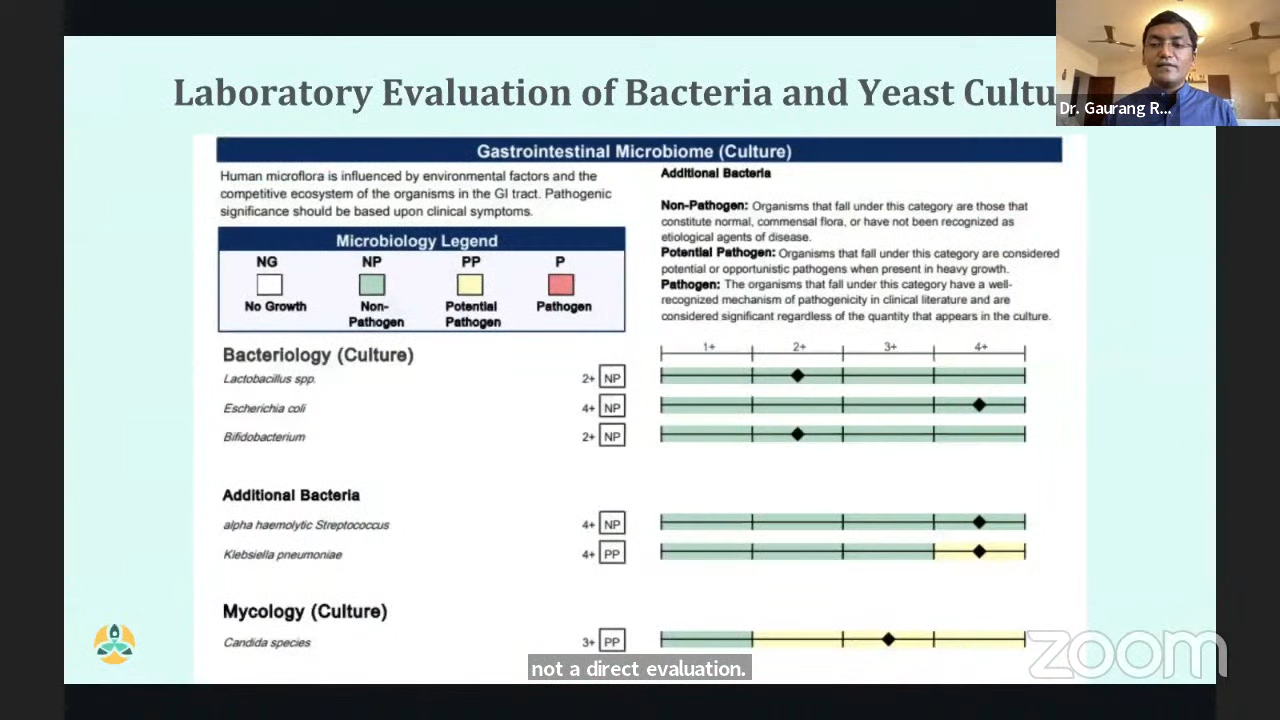 Laboratory Evaluation of Bacteria and Yeast Cultu
Dr. Gaurang R...
Gastrointestinal Microbiome (Culture)
Human microflora is influenced by environmental factors and the
competitive ecosystem of the organisms in the GI tract. Pathogenic
significance should be based upon clinical symptoms.
Microbiology Legend
NG NP PP P
No Growth Non-Pathogen Potential Pathogen Pathogen
Additional Bacteria
Non-Pathogen: Organisms that fall under this category are those that
constitute normal, commensal flora, or have not been recognized as
etiological agents of disease.
Potential Pathogen: Organisms that fall under this category are considered
potential or opportunistic pathogens when present in heavy growth.
Pathogen: The organisms that fall under this category have a well-
recognized mechanism of pathogenicity in clinical literature and are
considered significant regardless of the quantity that appears in the culture.
1+ 2+ 3+ 4+
Bacteriology (Culture)
Lactobacillus spp. 2+ NP
Escherichia coli 4+ NP
Bifidobacterium 2+ NP
Additional Bacteria
alpha haemolytic Streptococcus 4+ NP
Klebsiella pneumoniae 4+ PP
Mycology (Culture)
Candida species 3+ PP
not a direct evaluation.
zoom